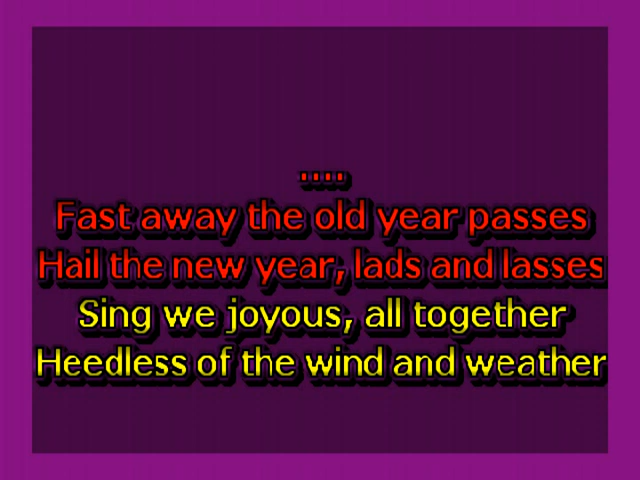 ....
Fast away the old year passes
Hail the new year, lads and lasses
Sing we joyous, all together
Heedless of the wind and weather